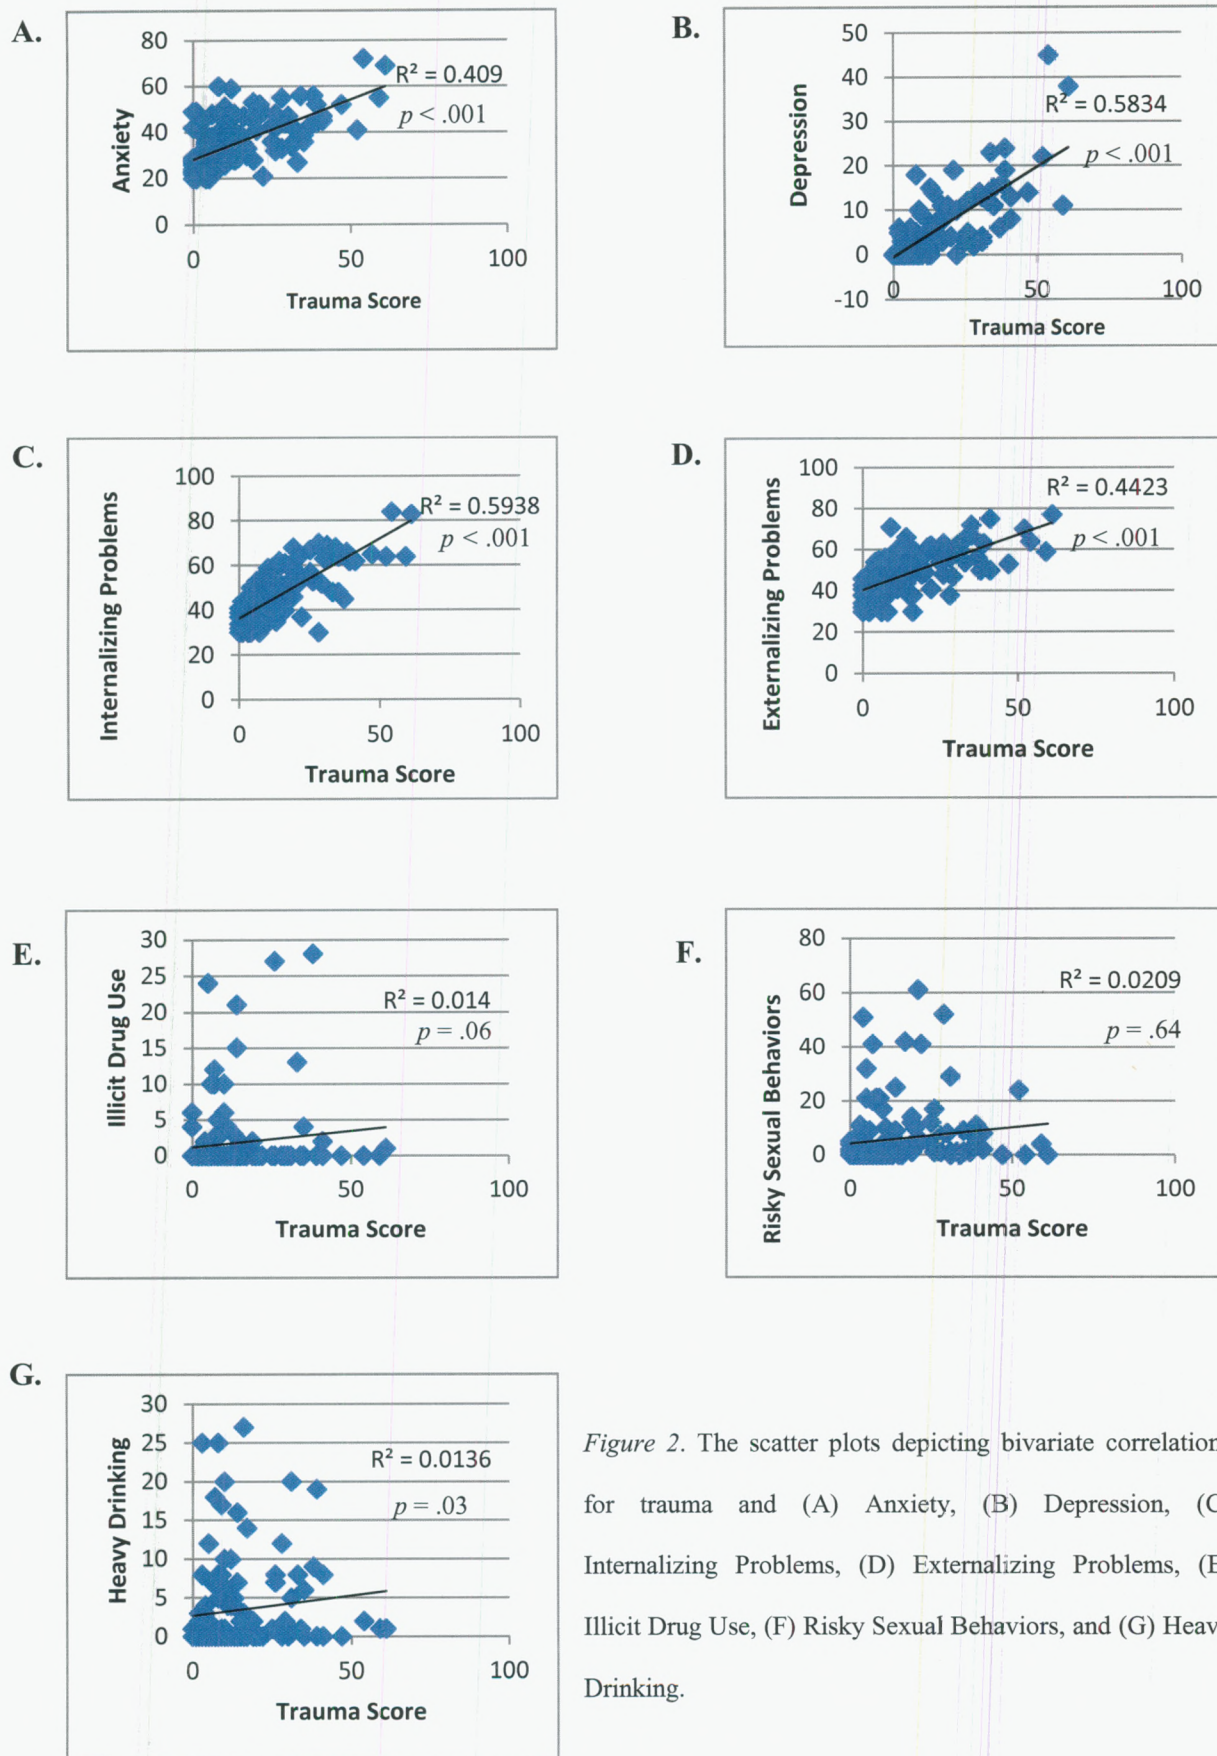 A.
80
60
40
20
0
0 50 100
Anxiety
R² = 0.409
p < .001
Trauma Score
B.
50
40
30
20
10
0
-10
0 50 100
Depression
R² = 0.5834
p < .001
Trauma Score
C.
100
80
60
40
20
0
0 50 100
Internalizing Problems
R² = 0.5938
p < .001
Trauma Score
D.
100
80
60
40
20
0
0 50 100
Externalizing Problems
R² = 0.4423
p < .001
Trauma Score
E.
30
25
20
15
10
5
0
0 50 100
Illicit Drug Use
R² = 0.014
p = .06
Trauma Score
F.
80
60
40
20
0
0 50 100
Risky Sexual Behaviors
R² = 0.0209
p = .64
Trauma Score
G.
30
25
20
15
10
5
0
0 50 100
Heavy Drinking
R² = 0.0136
p = .03
Trauma Score
Figure 2. The scatter plots depicting bivariate correlation
for trauma and (A) Anxiety, (B) Depression, (C
Internalizing Problems, (D) Externalizing Problems, (E
Illicit Drug Use, (F) Risky Sexual Behaviors, and (G) Heav
Drinking.